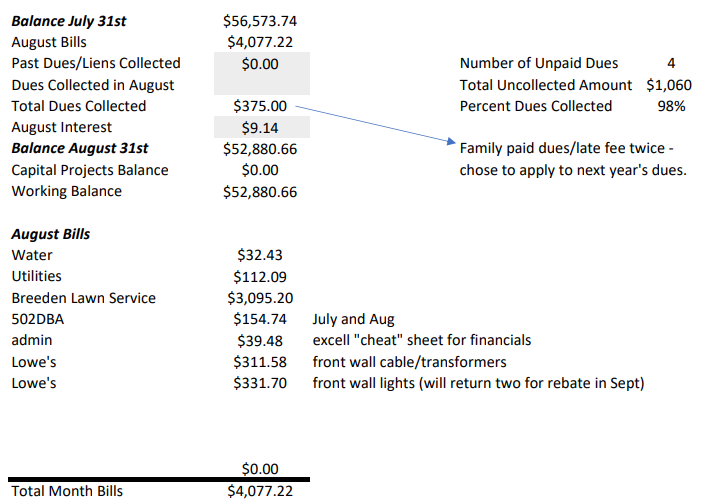 Balance July 31st $56,573.74
August Bills $4,077.22
Past Dues/Liens Collected $0.00 Number of Unpaid Dues 4
Dues Collected in August Total Uncollected Amount $1,060
Total Dues Collected $375.00 Percent Dues Collected 98%
August Interest $9.14
Balance August 31st $52,880.66 Family paid dues/late fee twice -
Capital Projects Balance $0.00 chose to apply to next year's dues.
Working Balance $52,880.66
August Bills
Water $32.43
Utilities $112.09
Breeden Lawn Service $3,095.20
502DBA $154.74 July and Aug
admin $39.48 excell "cheat" sheet for financials
Lowe's $311.58 front wall cable/transformers
Lowe's $331.70 front wall lights (will return two for rebate in Sept)
$0.00
Total Month Bills $4,077.22